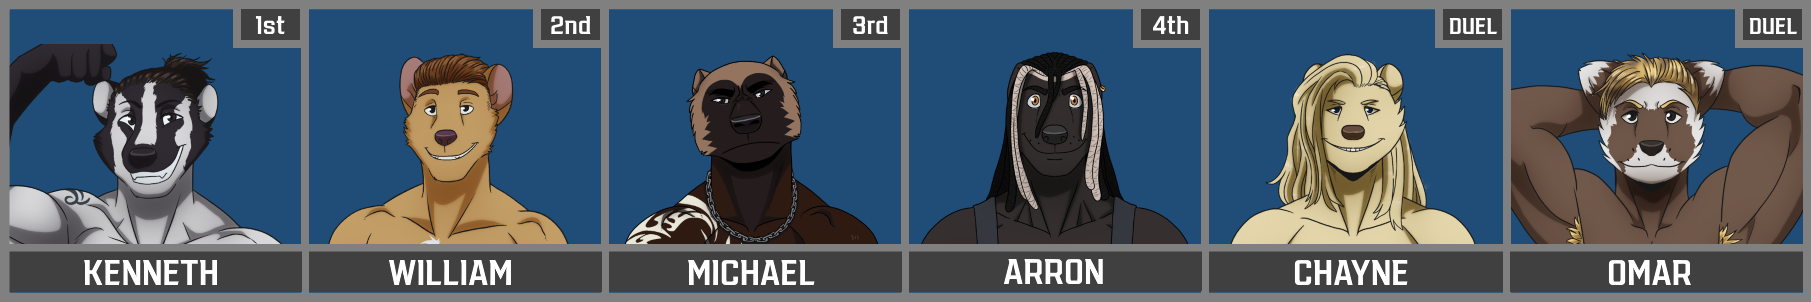 1st
2nd
3rd
4th
DUEL
DUEL
KENNETH
WILLIAM
MICHAEL
ARRON
CHAYNE
OMAR